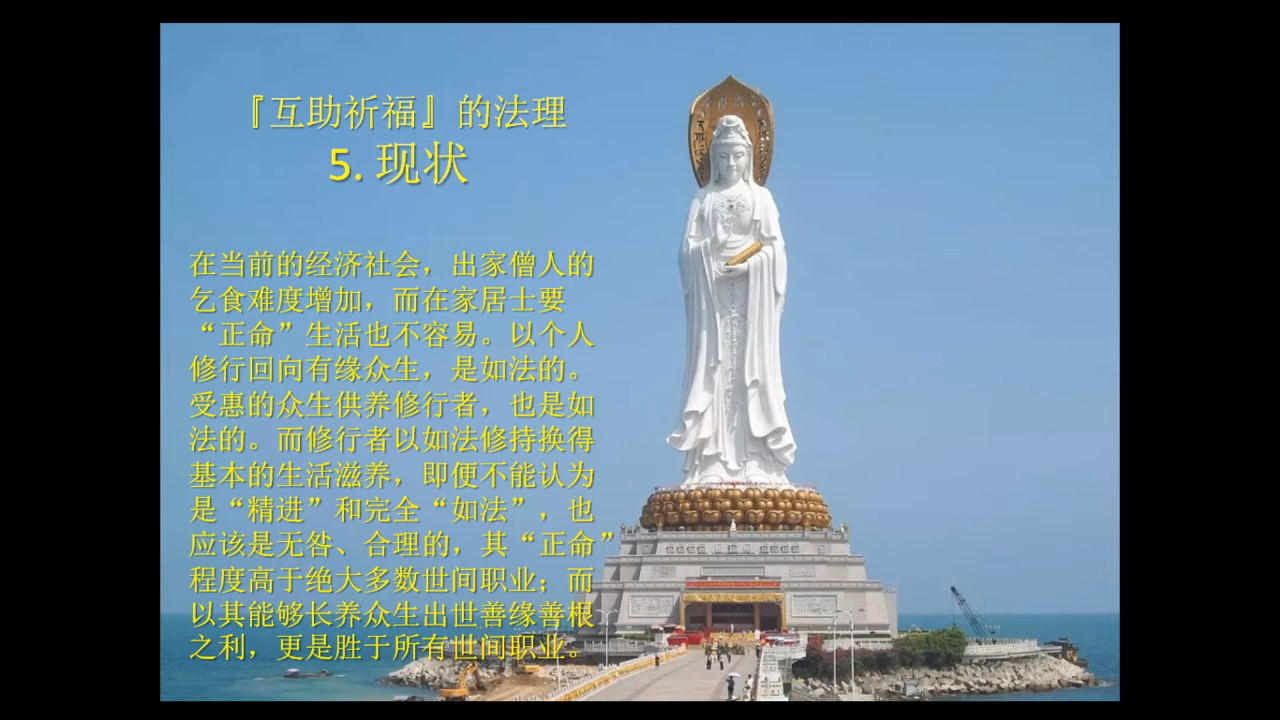 『互助祈福』的法理
5. 现状
在当前的经济社会，出家僧人的
乞食难度增加，而在家居士要
“正命”生活也不容易。以个人
修行回向有缘众生，是如法的。
受惠的众生供养修行者，也是如
法的。而修行者以如法修持换得
基本的生活滋养，即便不能认为
是“精进”和完全“如法”，也
应该是无咎、合理的，其“正命”
程度高于绝大多数世间职业；而
以其能够长养众生出世善缘善根
之利，更是胜于所有世间职业。